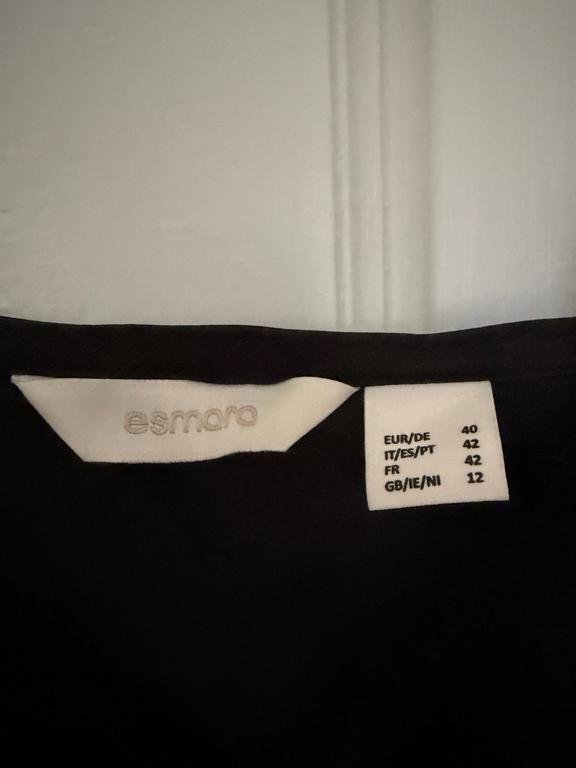 esmara
EUR/DE 40
IT/ES/PT 42
FR 42
GB/IE/NI 12